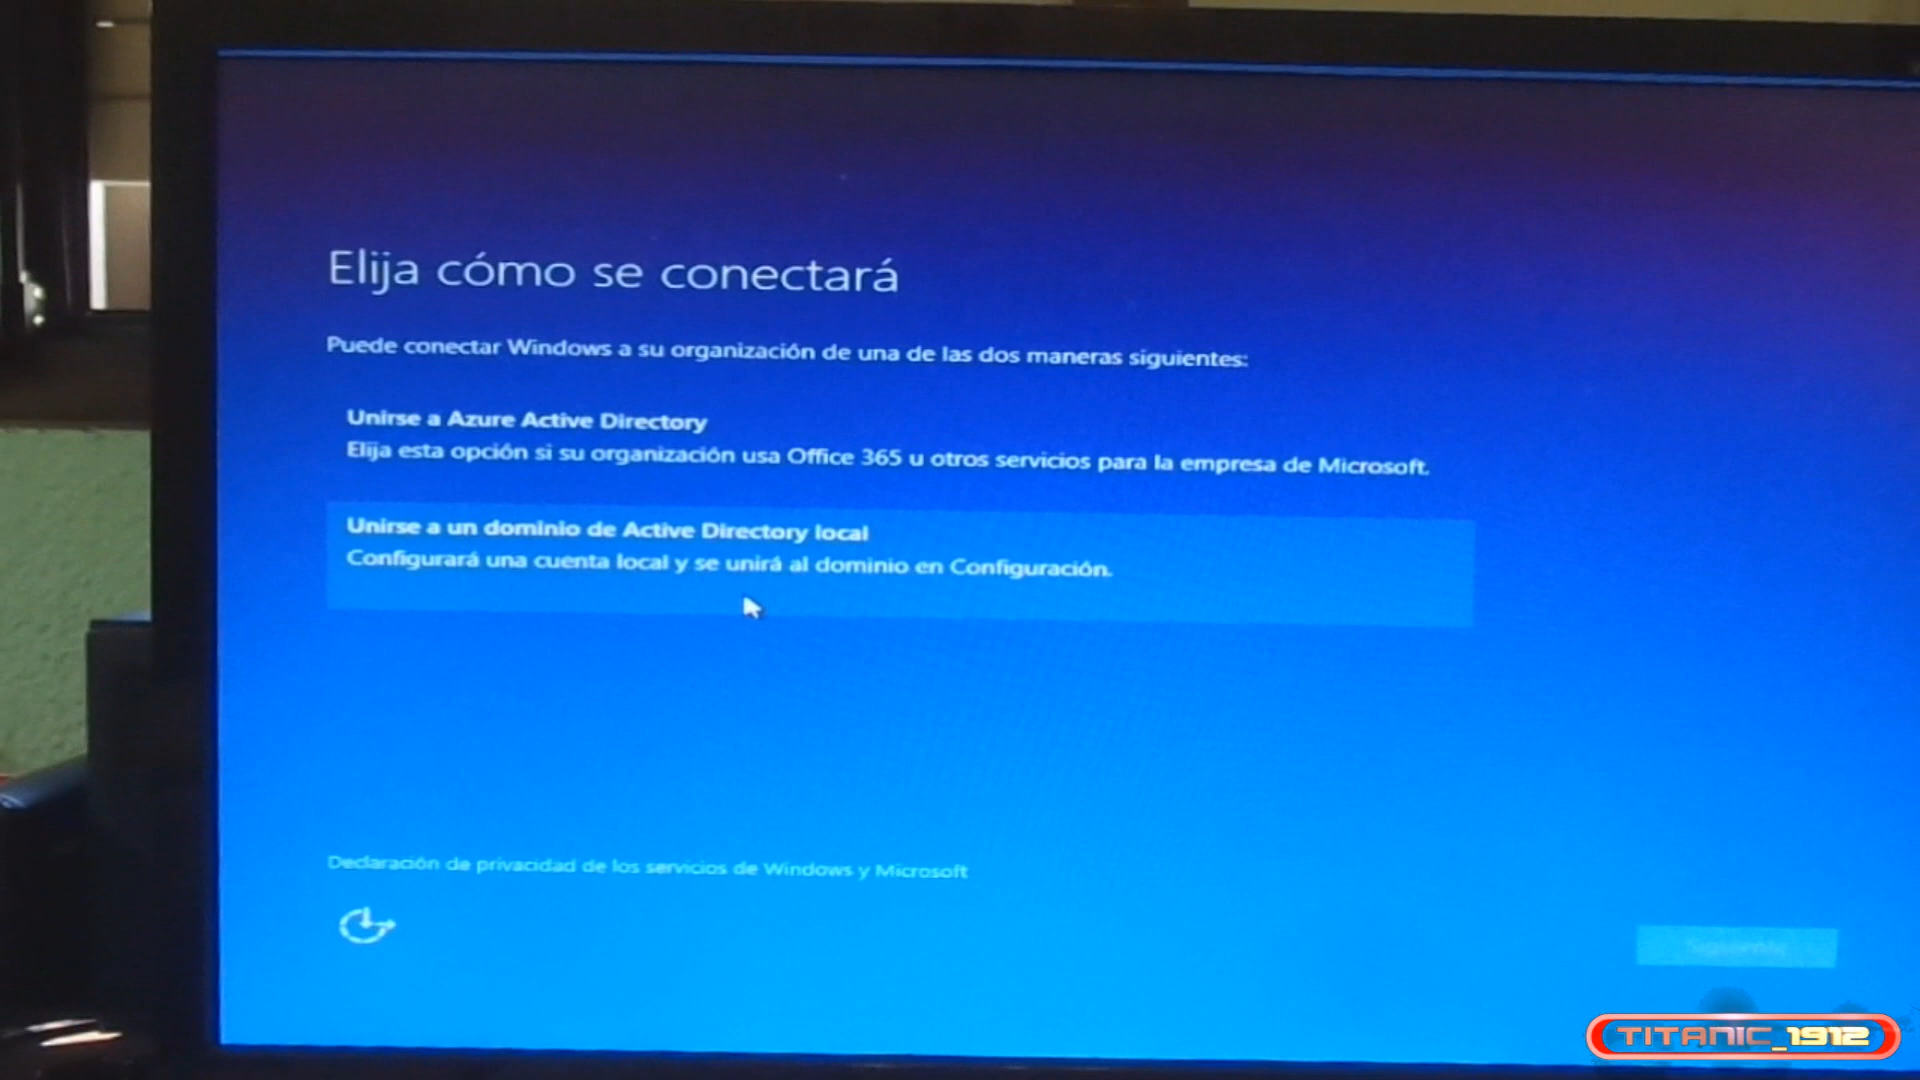 Elija cómo se conectará
Puede conectar Windows a su organización de una de las dos maneras siguientes:
Unirse a Azure Active Directory
Elija esta opción si su organización usa Office 365 u otros servicios para la empresa de Microsoft.
Unirse a un dominio de Active Directory local
Configurará una cuenta local y se unirá al dominio en Configuración.
Declaración de privacidad de los servicios de Windows y Microsoft
Siguiente
TITANIC_1912